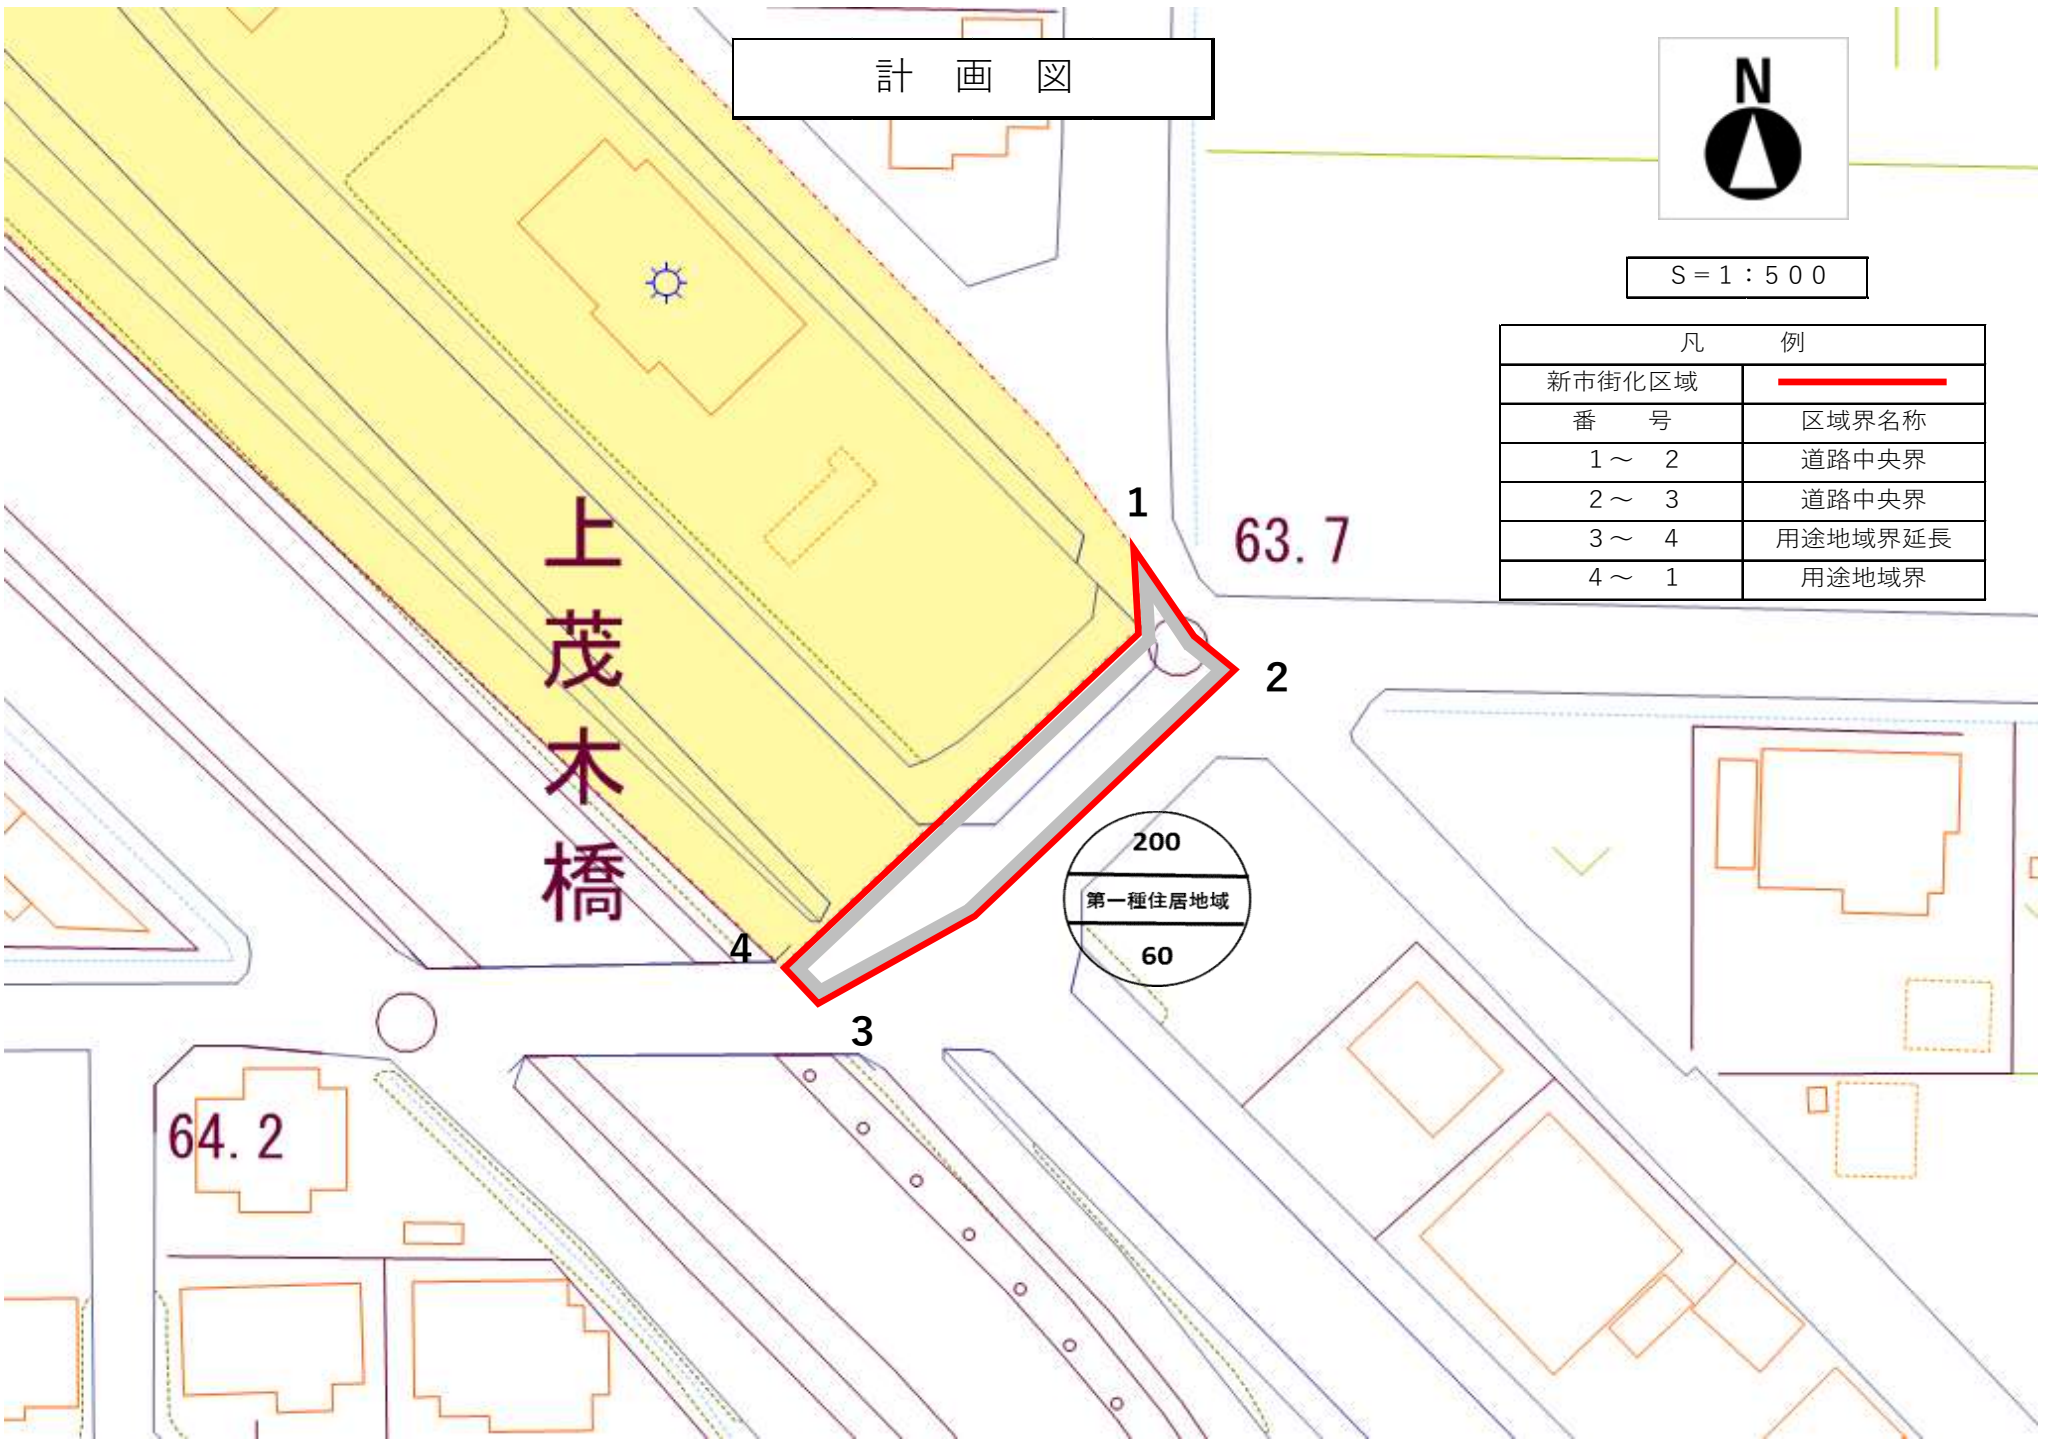 計　画　図
N
S＝1：500
凡　例
新市街化区域
番　号　区域界名称
1～　2　道路中央界
2～　3　道路中央界
3～　4　用途地域界延長
4～　1　用途地域界
1
63.7
上茂木橋
2
200
第一種住居地域
60
4
3
64.2